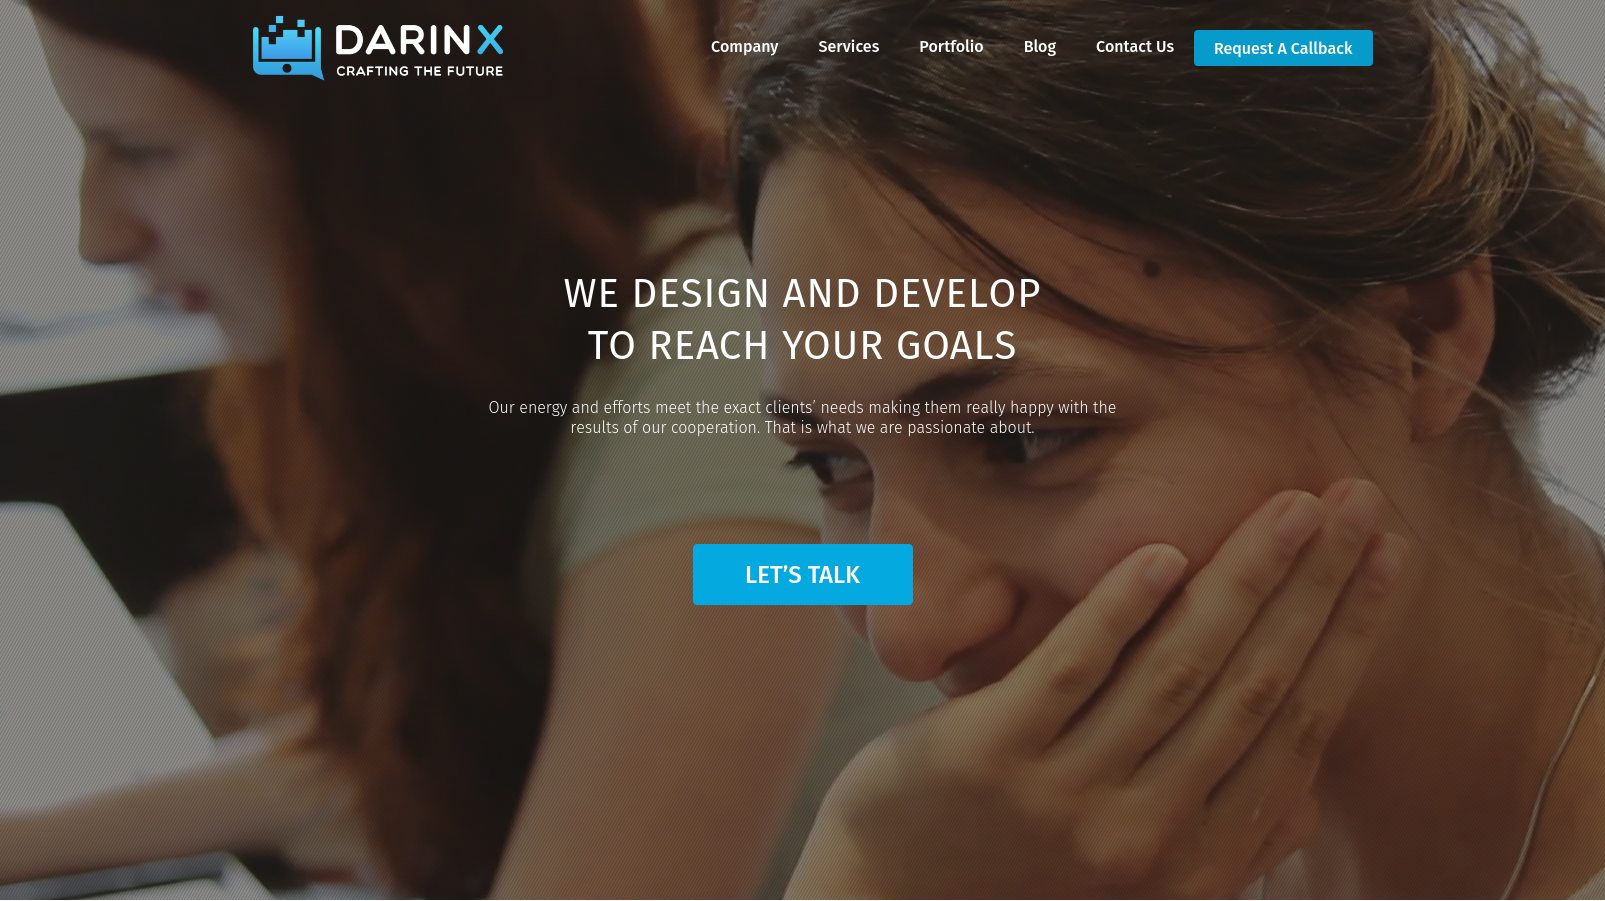 DARINX
CRAFTING THE FUTURE
Company Services Portfolio Blog Contact Us Request A Callback
WE DESIGN AND DEVELOP
TO REACH YOUR GOALS
Our energy and efforts meet the exact clients’ needs making them really happy with the
results of our cooperation. That is what we are passionate about.
LET’S TALK